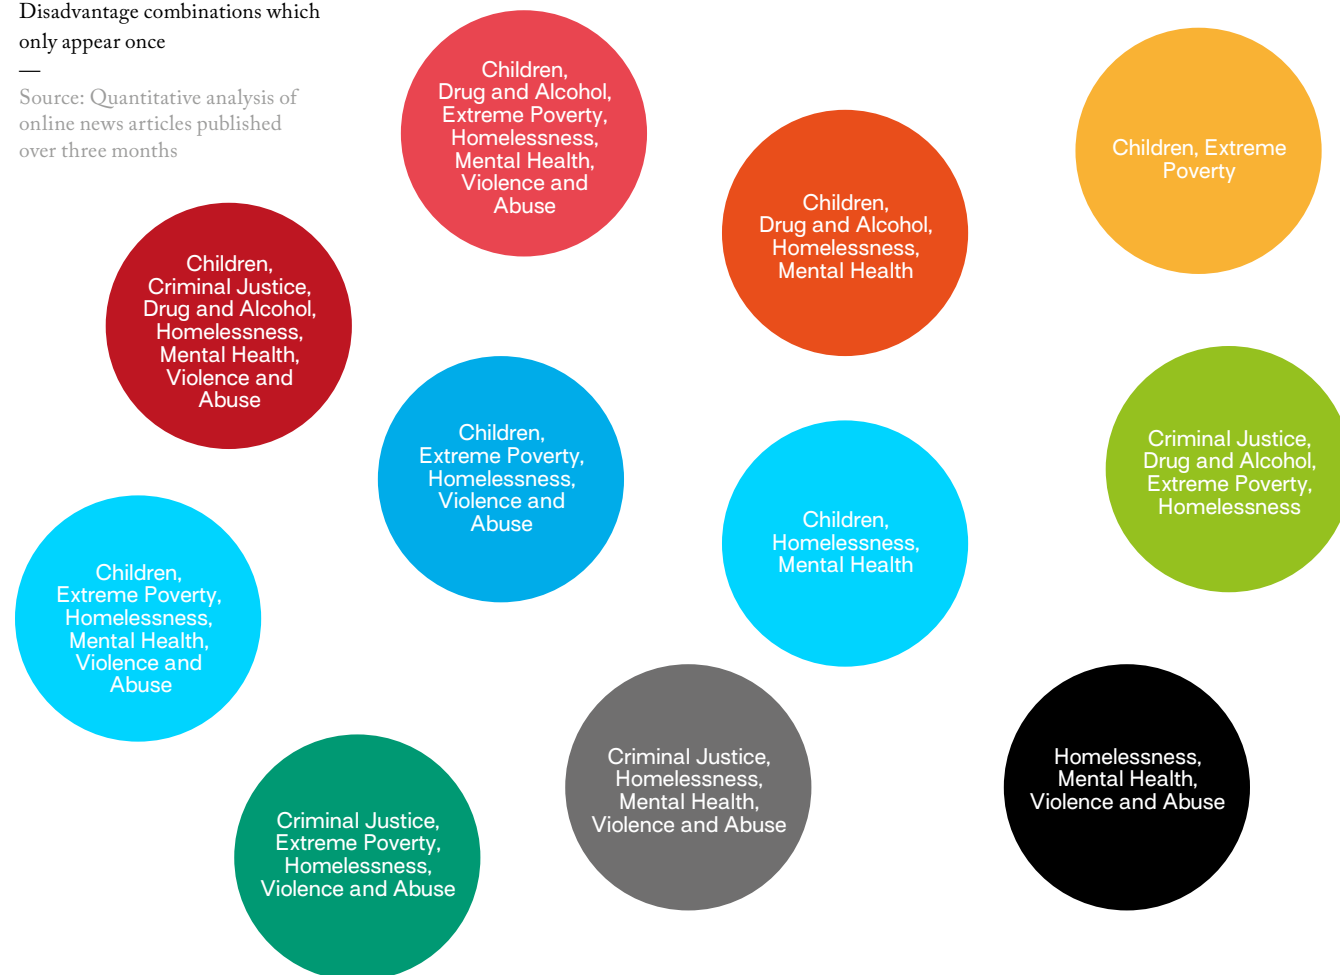 Disadvantage combinations which
only appear once
—
Source: Quantitative analysis of
online news articles published
over three months
Children,
Drug and Alcohol,
Extreme Poverty,
Homelessness,
Mental Health,
Violence and
Abuse
Children, Extreme
Poverty
Children,
Drug and Alcohol,
Homelessness,
Mental Health
Children,
Criminal Justice,
Drug and Alcohol,
Homelessness,
Mental Health,
Violence and
Abuse
Children,
Extreme Poverty,
Homelessness,
Violence and
Abuse
Criminal Justice,
Drug and Alcohol,
Extreme Poverty,
Homelessness
Children,
Homelessness,
Mental Health
Children,
Extreme Poverty,
Homelessness,
Mental Health,
Violence and
Abuse
Criminal Justice,
Homelessness,
Mental Health,
Violence and Abuse
Homelessness,
Mental Health,
Violence and Abuse
Criminal Justice,
Extreme Poverty,
Homelessness,
Violence and Abuse